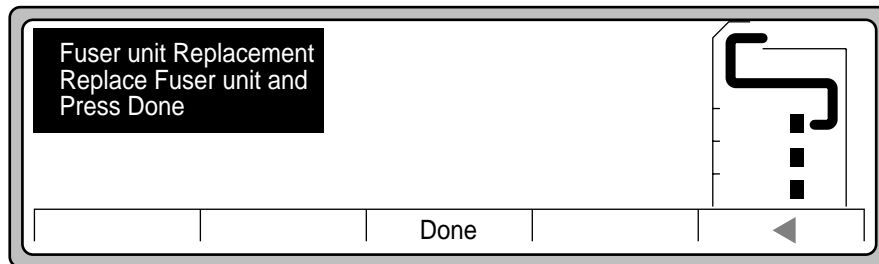 Fuser unit Replacement
Replace Fuser unit and
Press Done
Done